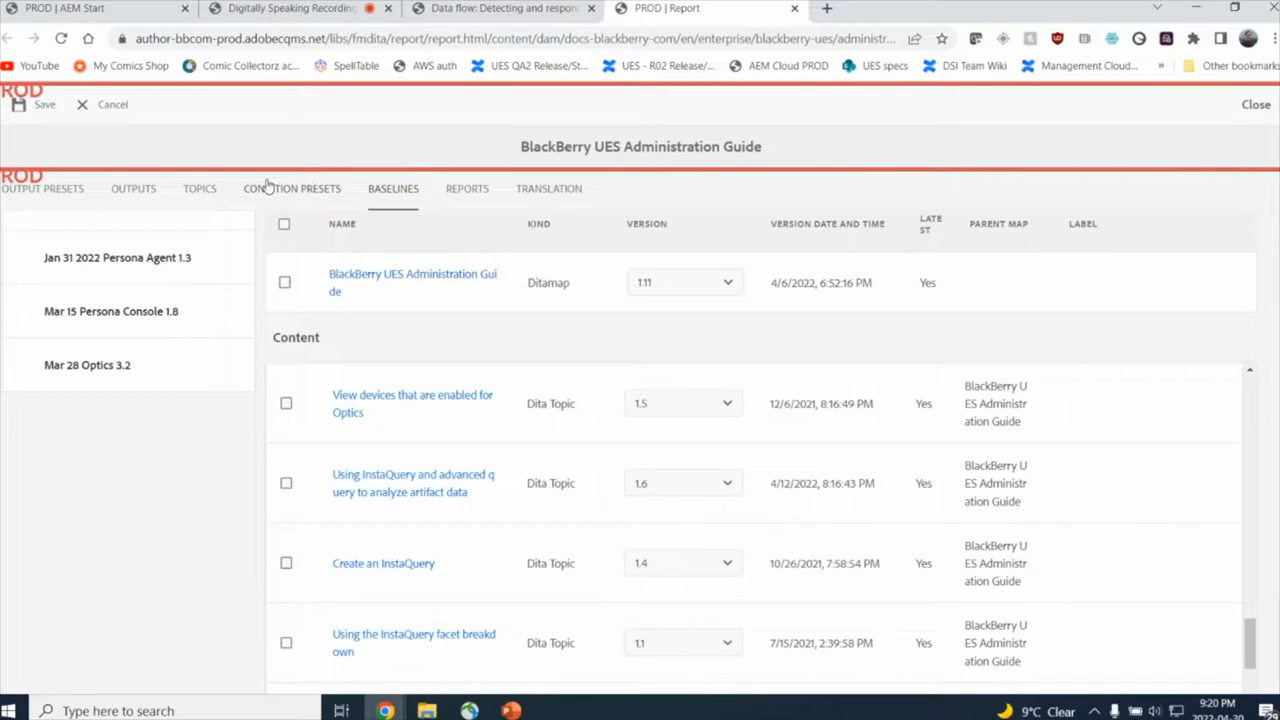 PROD | AEM Start
Digitally Speaking Recording
Data flow: Detecting and respon
PROD | Report
author-bbcom-prod.adobecqms.net/libs/fmdita/report/report.html/content/dam/docs-blackberry-com/en/enterprise/blackberry-ues/administr...
YouTube
My Comics Shop
Comic Collectorz ac...
SpellTable
AWS auth
UES QA2 Release/St...
UES - R02 Release/...
AEM Cloud PROD
UES specs
DSI Team Wiki
Management Cloud...
»
Other bookmarks
PROD
Save
Cancel
Close
BlackBerry UES Administration Guide
PROD
OUTPUT PRESETS
OUTPUTS
TOPICS
CONDITION PRESETS
BASELINES
REPORTS
TRANSLATION
Jan 31 2022 Persona Agent 1.3
Mar 15 Persona Console 1.8
Mar 28 Optics 3.2
NAME
KIND
VERSION
VERSION DATE AND TIME
LATE
ST
PARENT MAP
LABEL
BlackBerry UES Administration Gui
de
Ditamap
1.11
4/6/2022, 6:52:16 PM
Yes
Content
View devices that are enabled for
Optics
Dita Topic
1.5
12/6/2021, 8:16:49 PM
Yes
BlackBerry U
ES Administr
ation Guide
Using InstaQuery and advanced q
uery to analyze artifact data
Dita Topic
1.6
4/12/2022, 8:16:43 PM
Yes
BlackBerry U
ES Administr
ation Guide
Create an InstaQuery
Dita Topic
1.4
10/26/2021, 7:58:54 PM
Yes
BlackBerry U
ES Administr
ation Guide
Using the InstaQuery facet breakd
own
Dita Topic
1.1
7/15/2021, 2:39:58 PM
Yes
BlackBerry U
ES Administr
ation Guide
Type here to search
9°C Clear
9:20 PM
2022-04-30